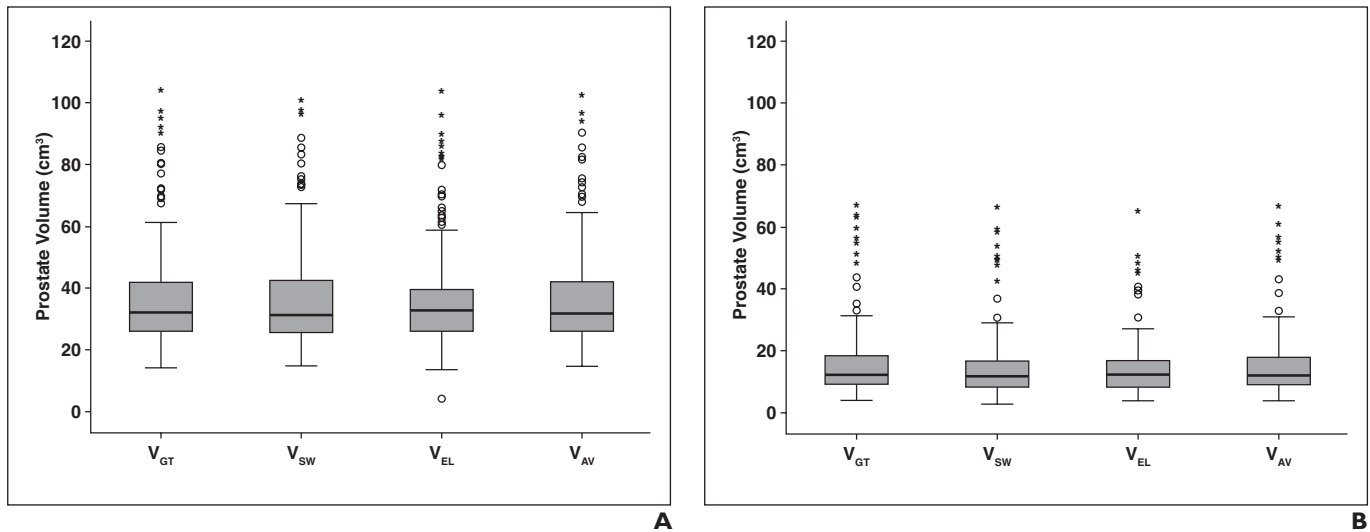 Prostate Volume (cm³)
120
100
80
60
40
20
0
V_GT V_SW V_EL V_AV
A
Prostate Volume (cm³)
120
100
80
60
40
20
0
V_GT V_SW V_EL V_AV
B